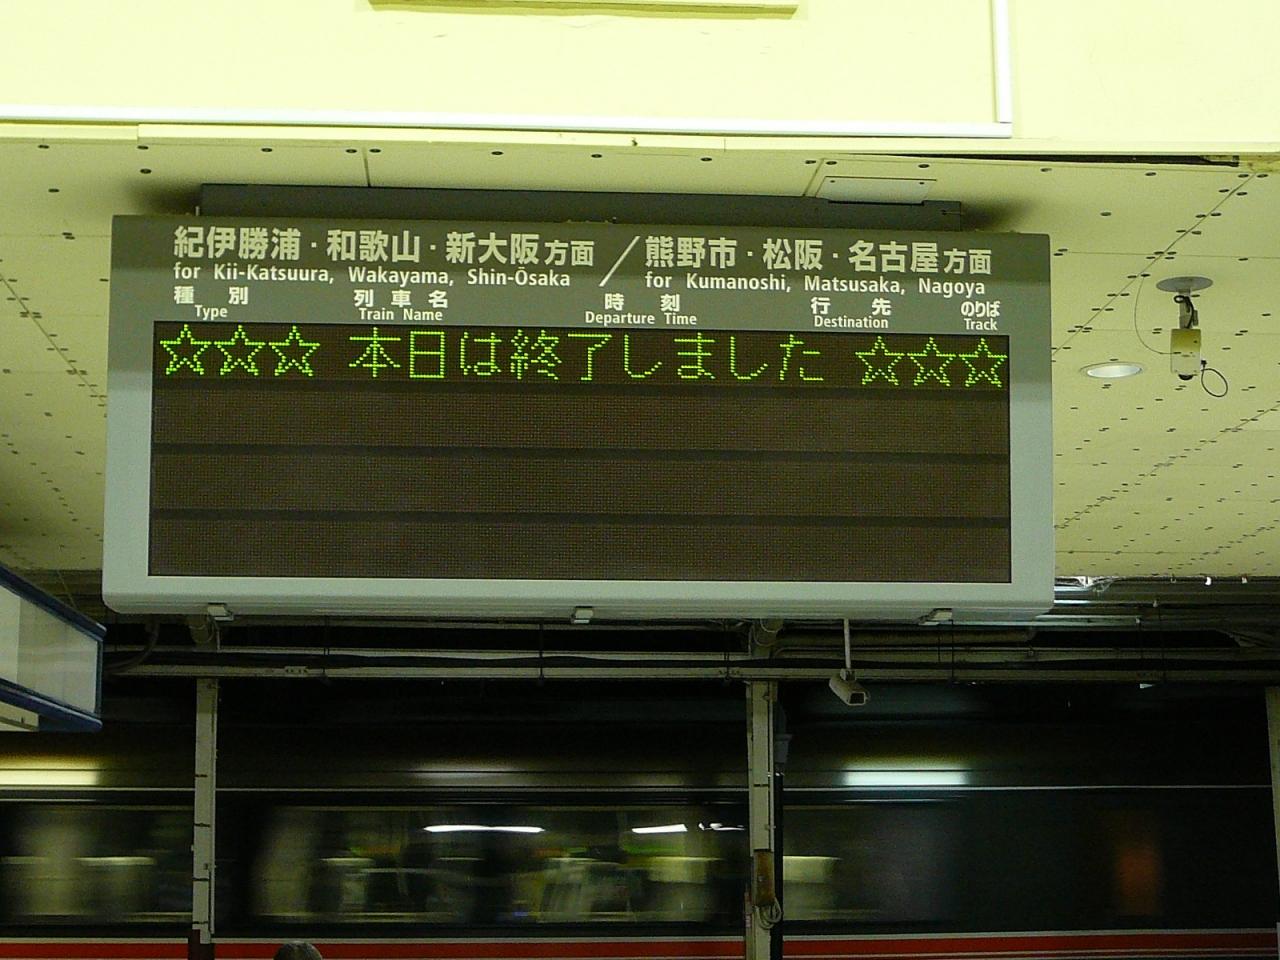 紀伊勝浦・和歌山・新大阪方面／熊野市・松阪・名古屋方面
for Kii-Katsuura, Wakayama, Shin-Ōsaka for Kumanoshi, Matsusaka, Nagoya
種別 列車名 時刻 行先 のりば
Type Train Name Departure Time Destination Track
☆☆☆ 本日は終了しました ☆☆☆